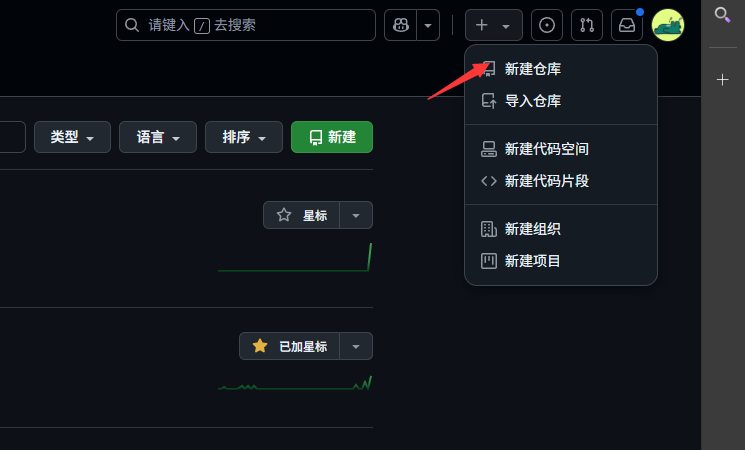 请键入 / 去搜索
新建仓库
导入仓库
类型
语言
排序
新建
新建代码空间
新建代码片段
星标
新建组织
新建项目
已加星标